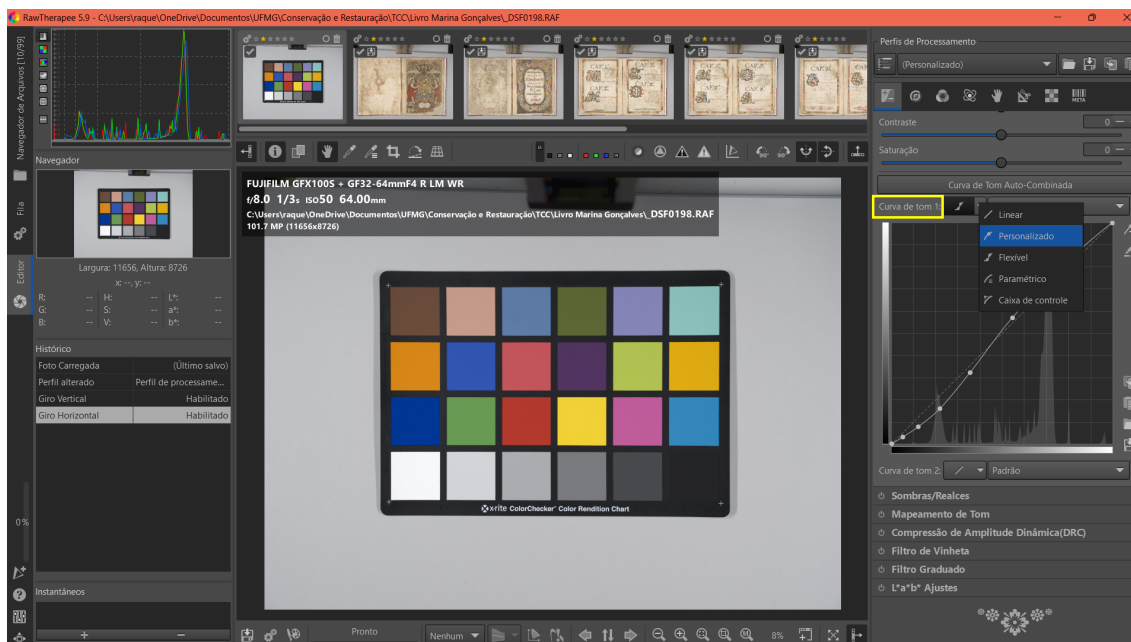 RawTherapee 5.9 - C:\Users\raque\OneDrive\Documentos\UFMG\Conservação e Restauração\TCC\Livro Marina Gonçalves\_DSF0198.RAF
Navegador de Arquivos [10/99]
Fila
Editor
0%
Navegador
Largura: 11656, Altura: 8726
x: --, y: --
R: -- H: -- L*: --
G: -- S: -- a*: --
B: -- V: -- b*: --
Histórico
Foto Carregada (Último salvo)
Perfil alterado Perfil de processame...
Giro Vertical Habilitado
Giro Horizontal Habilitado
Instantâneos
+ −
FUJIFILM GFX100S + GF32-64mmF4 R LM WR
f/8.0 1/3s ISO50 64.00mm
C:\Users\raque\OneDrive\Documentos\UFMG\Conservação e Restauração\TCC\Livro Marina Gonçalves\_DSF0198.RAF
101.7 MP (11656x8726)
x-rite ColorChecker® Color Rendition Chart
Pronto
Nenhum
8%
Perfis de Processamento
(Personalizado)
META
Contraste 0
Saturação 0
Curva de Tom Auto-Combinada
Curva de tom 1:
Linear
Personalizado
Flexível
Paramétrico
Caixa de controle
Curva de tom 2: Padrão
Sombras/Realces
Mapeamento de Tom
Compressão de Amplitude Dinâmica(DRC)
Filtro de Vinheta
Filtro Graduado
L*a*b* Ajustes